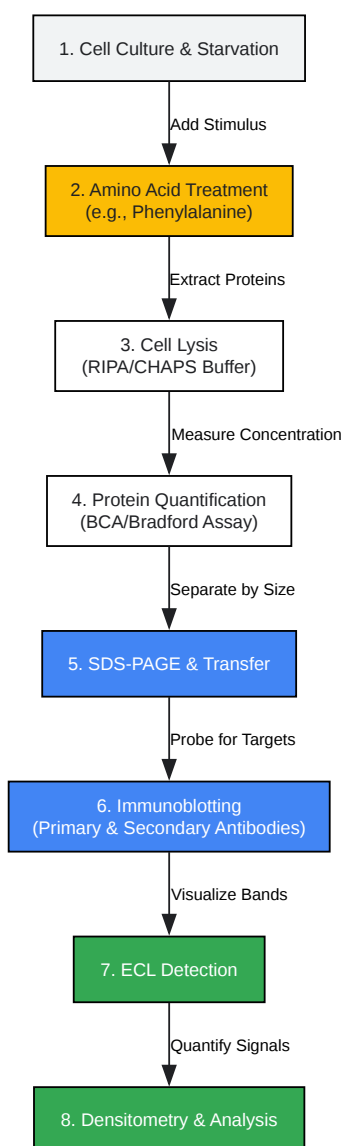 1. Cell Culture & Starvation
Add Stimulus
2. Amino Acid Treatment
(e.g., Phenylalanine)
Extract Proteins
3. Cell Lysis
(RIPA/CHAPS Buffer)
Measure Concentration
4. Protein Quantification
(BCA/Bradford Assay)
Separate by Size
5. SDS-PAGE & Transfer
Probe for Targets
6. Immunoblotting
(Primary & Secondary Antibodies)
Visualize Bands
7. ECL Detection
Quantify Signals
8. Densitometry & Analysis